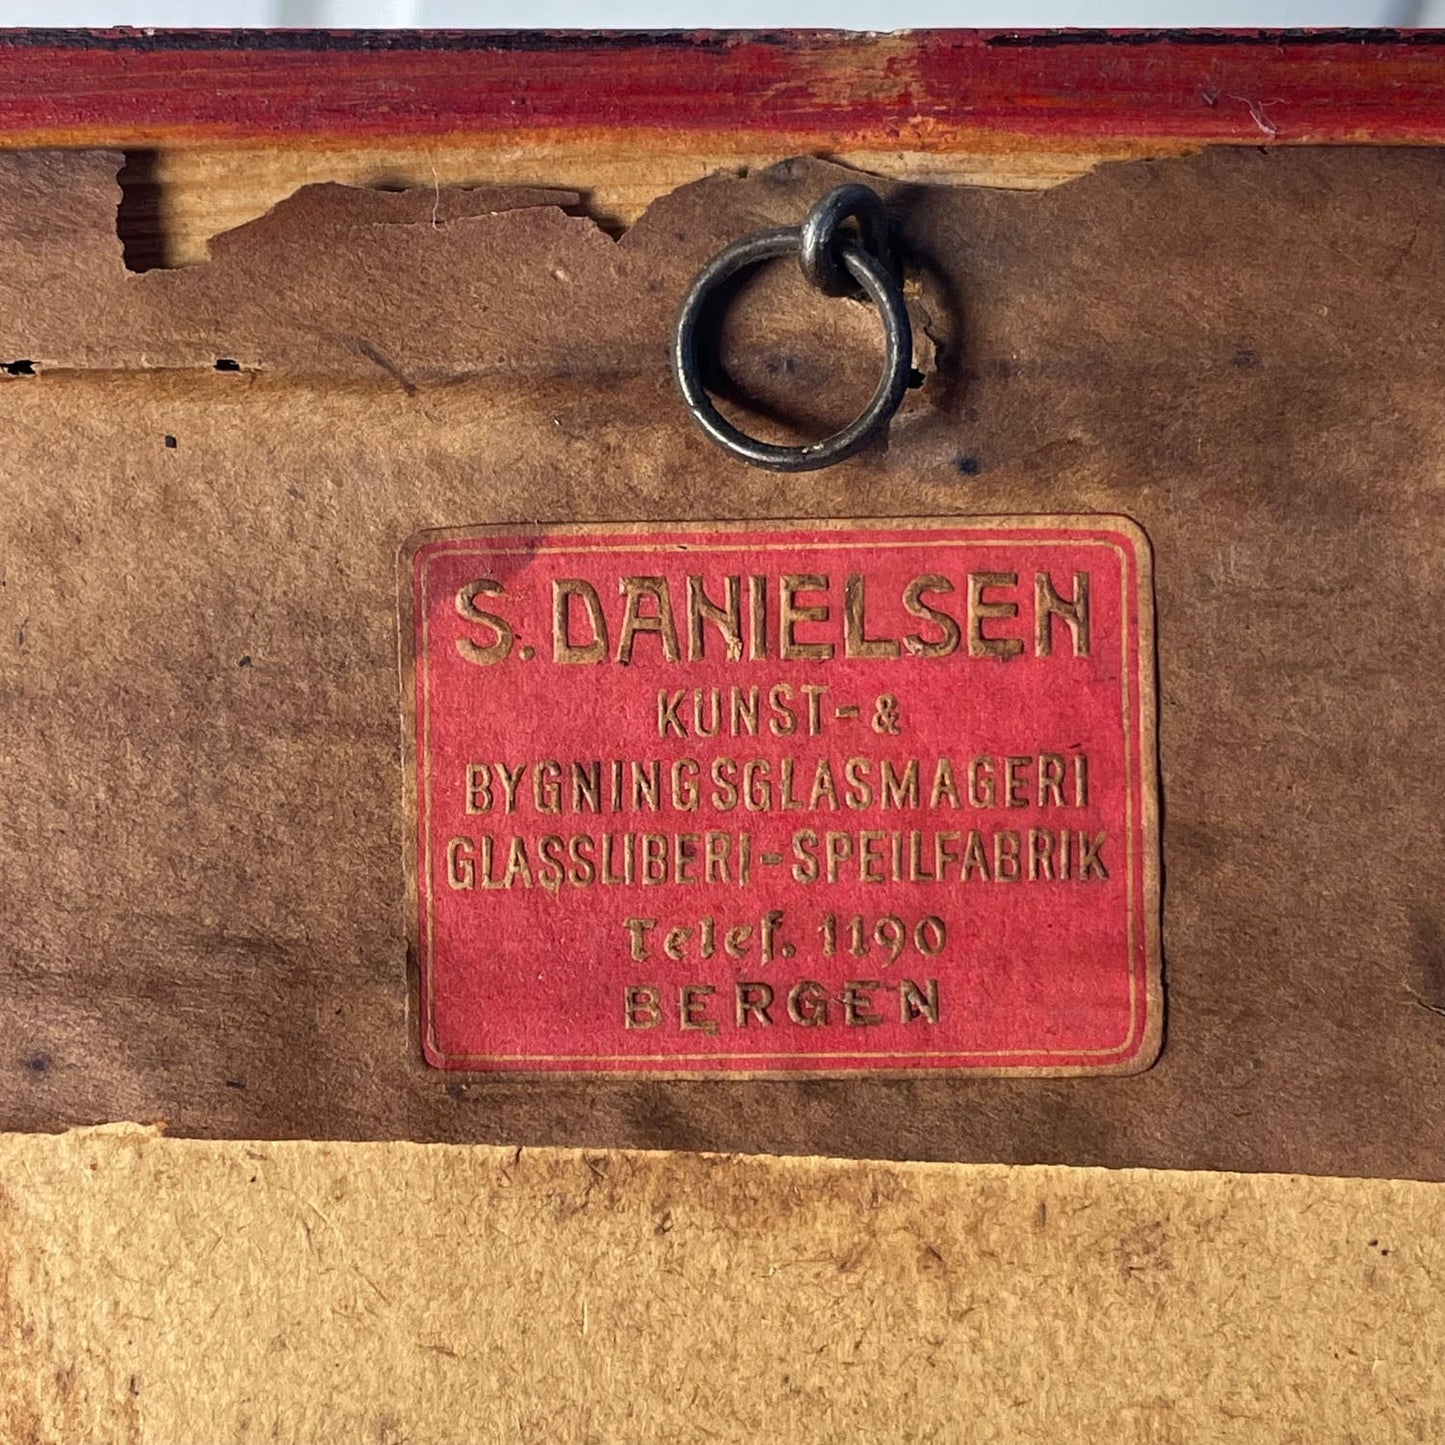 S. DANIELSEN
KUNST- &
BYGNINGSGLASMAGERI
GLASSLIBERI-SPEILFABRIK
Telef. 1190
BERGEN